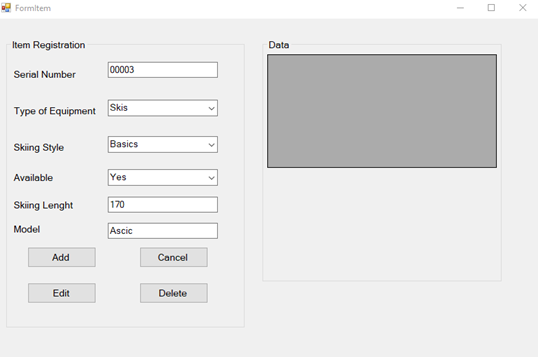 FormItem
Item Registration
Serial Number 00003
Type of Equipment Skis
Skiing Style Basics
Available Yes
Skiing Lenght 170
Model Ascic
Add Cancel
Edit Delete
Data